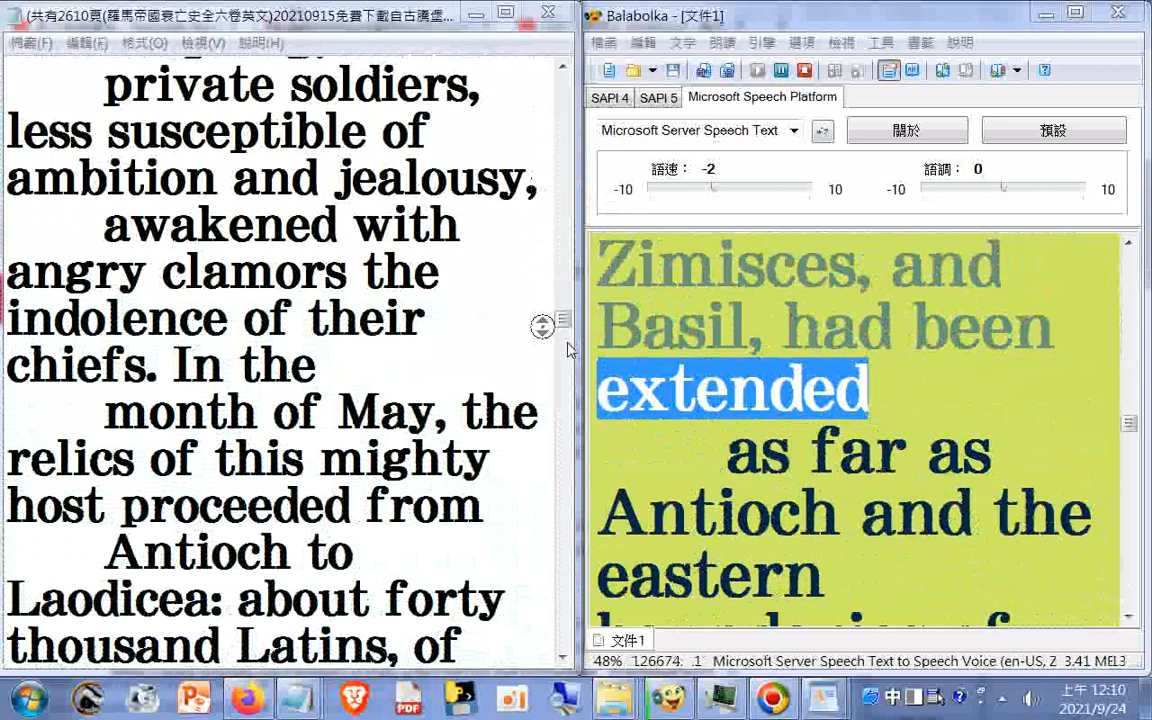 (共有2610頁(羅馬帝國衰亡史全六卷英文)20210915免費下載自古騰堡...
檔案(F) 編輯(E) 格式(O) 檢視(V) 說明(H)
private soldiers,
less susceptible of
ambition and jealousy,
awakened with
angry clamors the
indolence of their
chiefs. In the
month of May, the
relics of this mighty
host proceeded from
Antioch to
Laodicea: about forty
thousand Latins, of
Balabolka - [文件1]
檔案 編輯 文字 朗讀 引擎 選項 檢視 工具 書籤 說明
SAPI 4 SAPI 5 Microsoft Speech Platform
Microsoft Server Speech Text
關於 預設
語速： -2 語調： 0
-10 10 -10 10
Zimisces, and
Basil, had been
extended
as far as
Antioch and the
eastern
文件1
48% 126674. .1' Microsoft Server Speech Text to Speech Voice (en-US, Z 3.41 ME
中
上午 12:10
2021/9/24